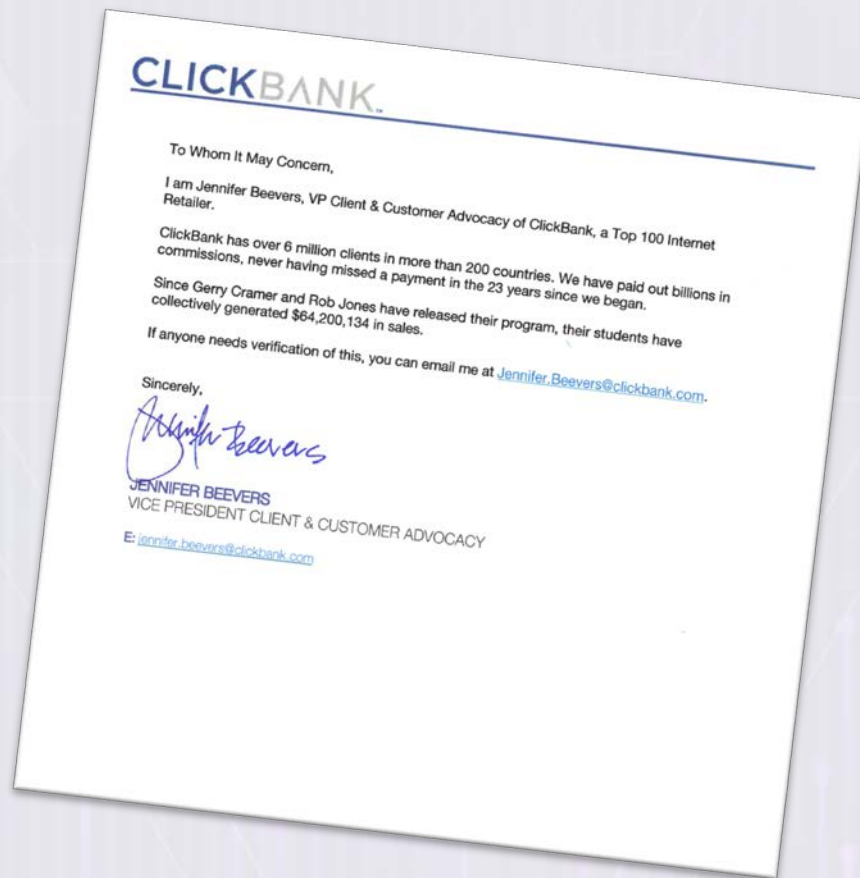 CLICKBANK™
To Whom It May Concern,
I am Jennifer Beevers, VP Client & Customer Advocacy of ClickBank, a Top 100 Internet
Retailer.
ClickBank has over 6 million clients in more than 200 countries. We have paid out billions in
commissions, never having missed a payment in the 23 years since we began.
Since Gerry Cramer and Rob Jones have released their program, their students have
collectively generated $64,200,134 in sales.
If anyone needs verification of this, you can email me at Jennifer.Beevers@clickbank.com.
Sincerely,
Jennifer Beevers
JENNIFER BEEVERS
VICE PRESIDENT CLIENT & CUSTOMER ADVOCACY
E: jennifer.beevers@clickbank.com